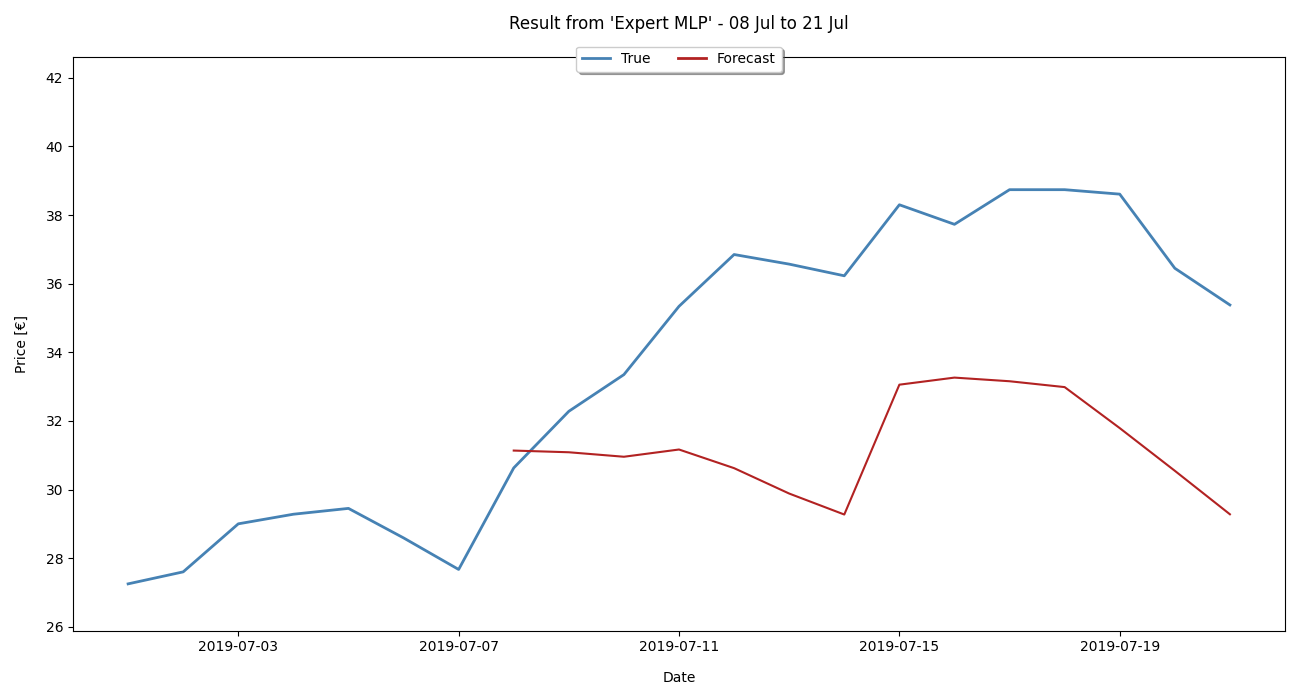 Result from 'Expert MLP' - 08 Jul to 21 Jul
True Forecast
42
40
38
36
34
32
30
28
26
Price [€]
2019-07-03 2019-07-07 2019-07-11 2019-07-15 2019-07-19
Date